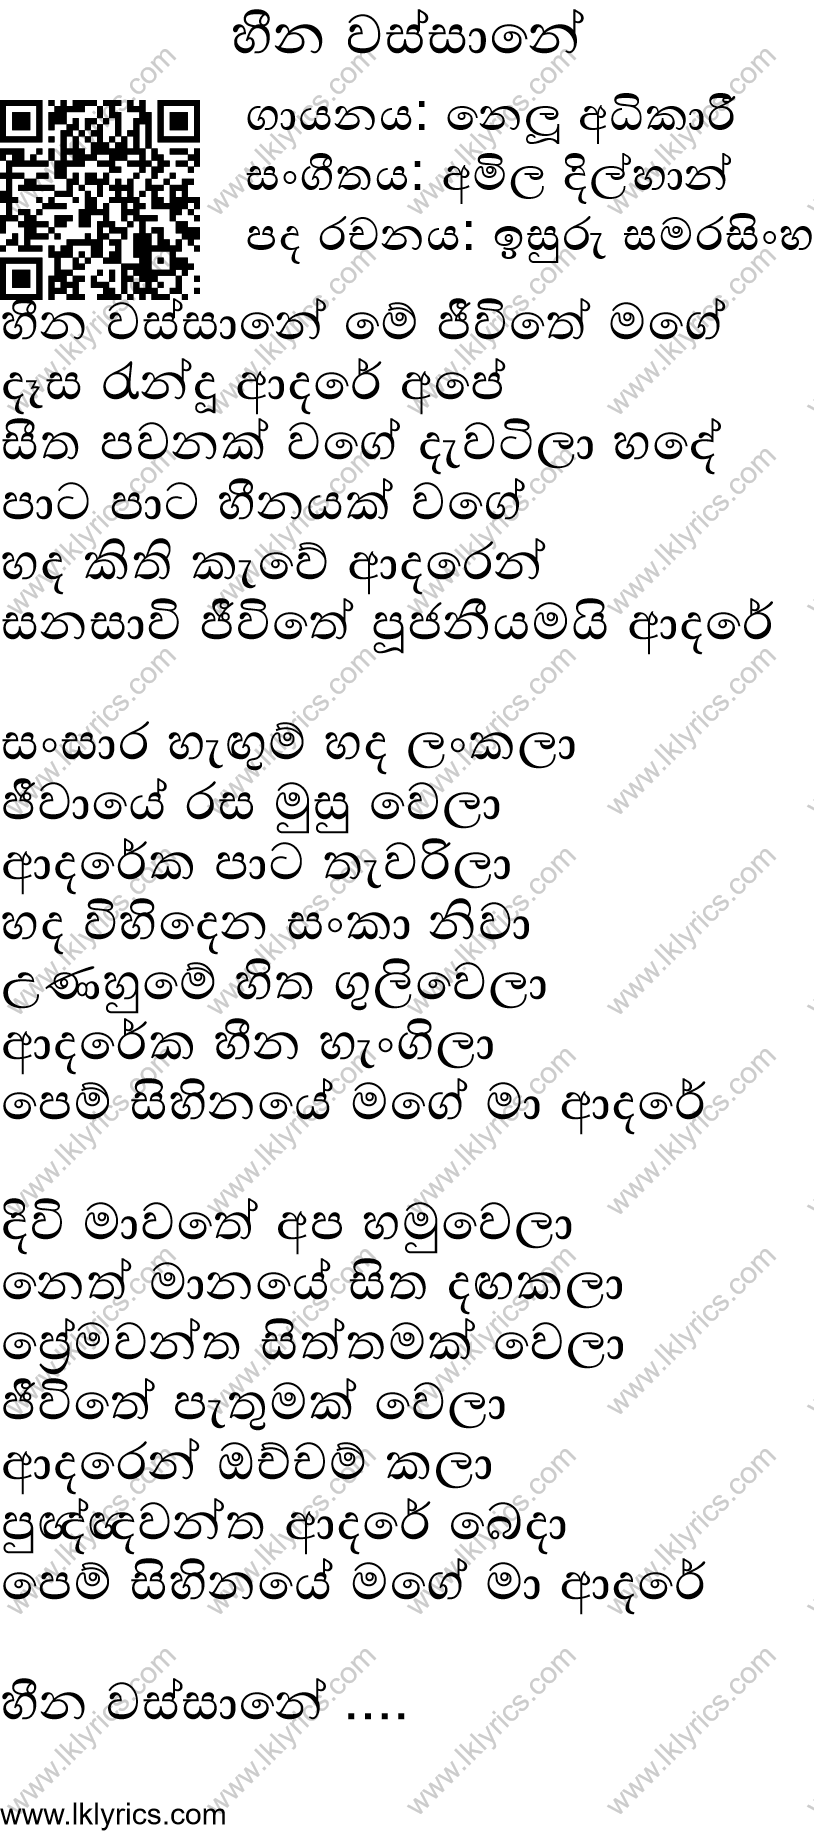 හීන වස්සානේ
ගායනය: නෙලූ අධිකාරී
සංගීතය: අමිල දිල්හාන්
පද රචනය: ඉසුරු සමරසිංහ
හීන වස්සානේ මේ ජීවිතේ මගේ
දෑස රැන්දූ ආදරේ අපේ
සීත පවනක් වගේ දැවටිලා හදේ
පාට පාට හීනයක් වගේ
හද කිති කැවේ ආදරෙන්
සනසාවි ජීවිතේ පූජනීයමයි ආදරේ
සංසාර හැඟුම් හද ලංකලා
ජීවායේ රස මුසු වෙලා
ආදරේක පාට තැවරිලා
හද විහිදෙන සංකා නිවා
උණහුමේ හිත ගුලිවෙලා
ආදරේක හීන හැංගිලා
පෙම් සිහිනයේ මගේ මා ආදරේ
දිවි මාවතේ අප හමුවෙලා
නෙත් මානයේ සිත දඟකලා
ප්‍රේමවන්ත සිත්තමක් වෙලා
ජීවිතේ පැතුමක් වෙලා
ආදරෙන් ඔච්චම් කලා
පුඥ්ඥවන්ත ආදරේ බෙදා
පෙම් සිහිනයේ මගේ මා ආදරේ
හීන වස්සානේ ....
www.lklyrics.com